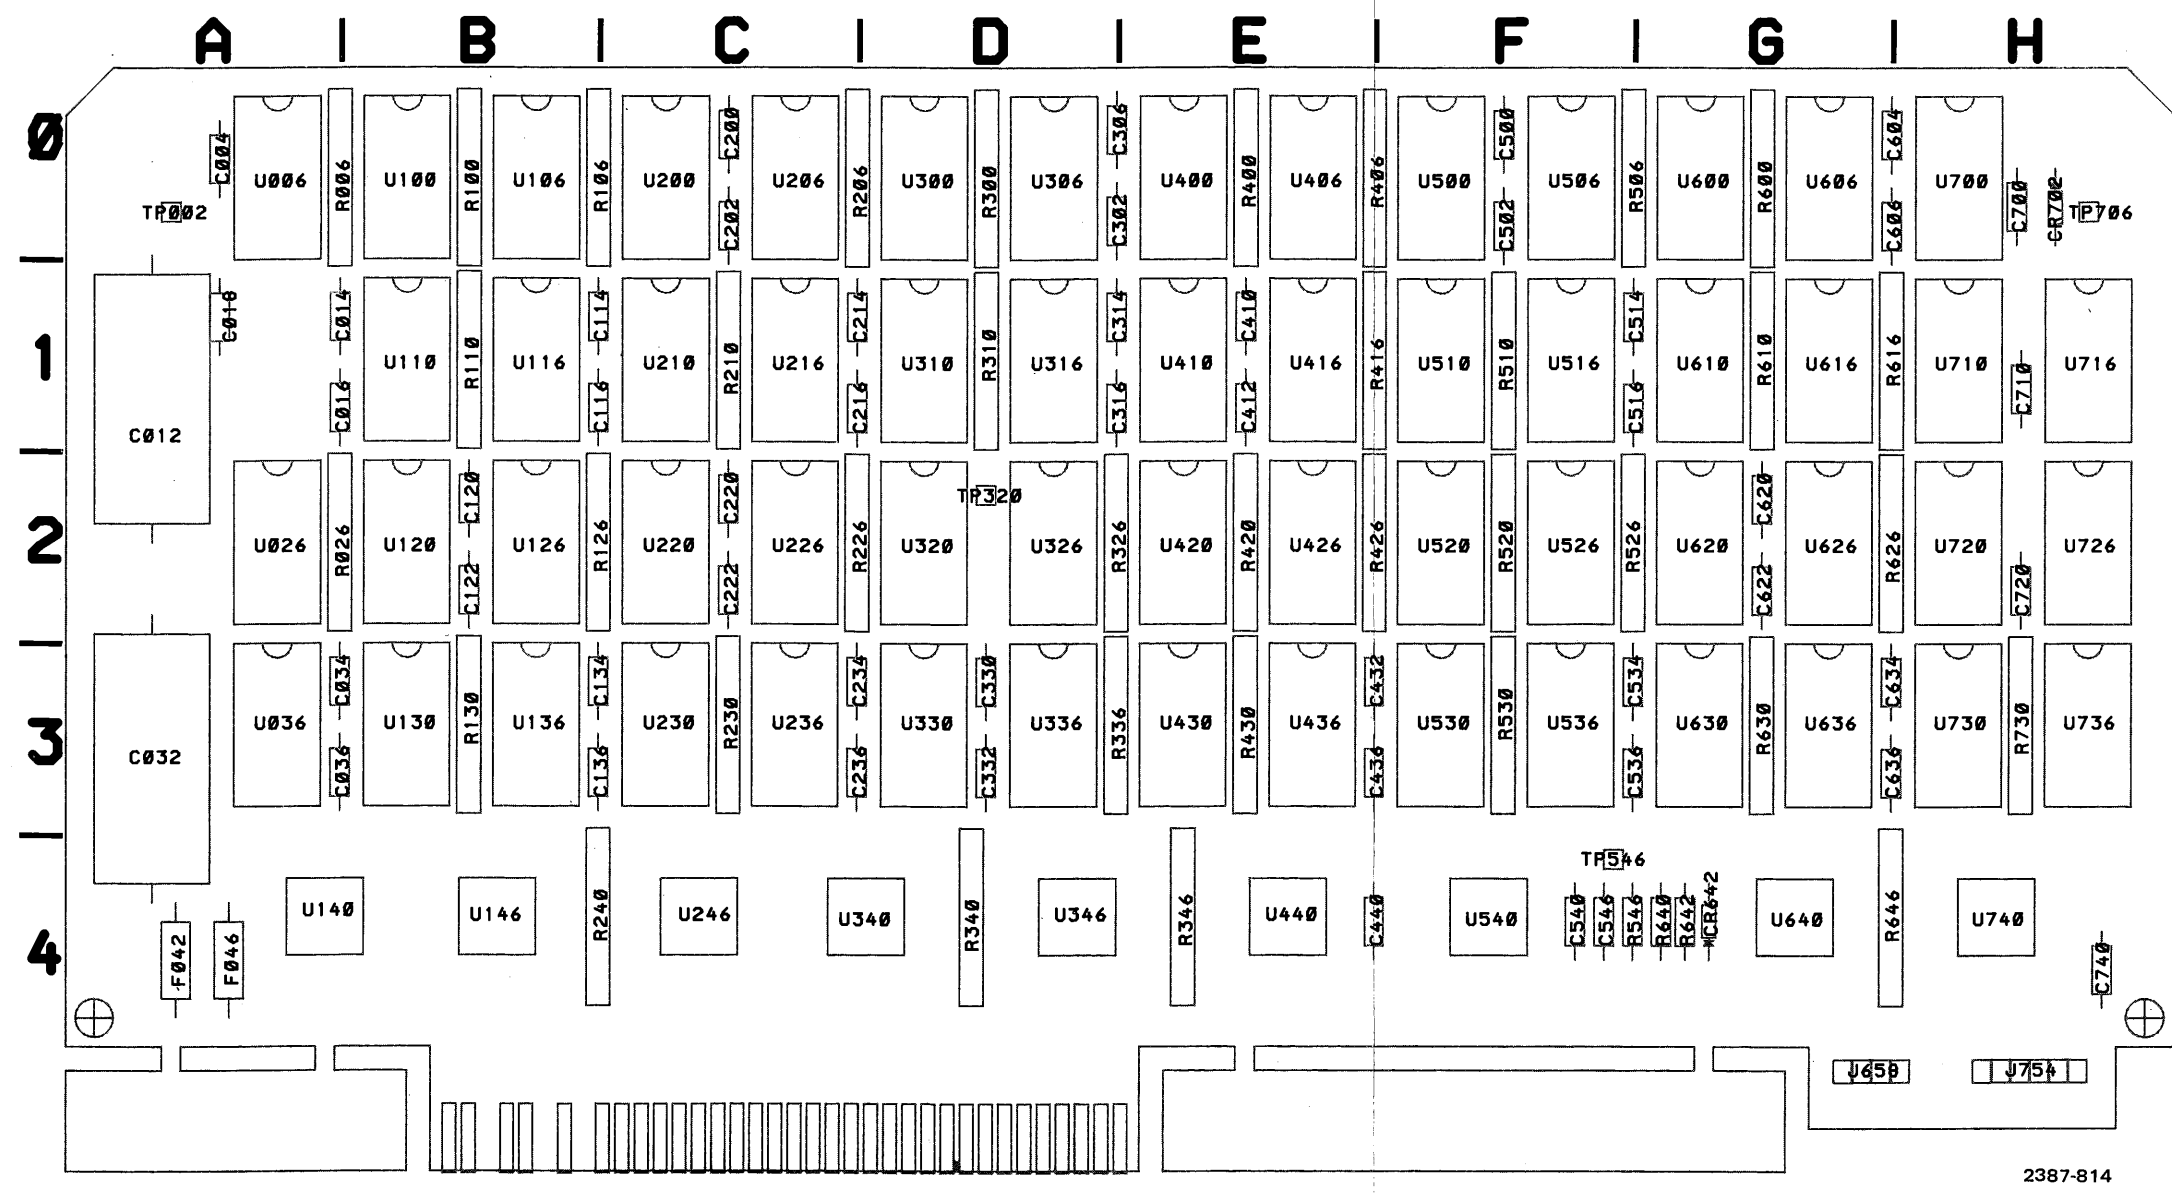 A | B | C | D | E | F | G | H
0
C004 U006 R006 U100 R100 U106 R106 U200 C200 U206 R206 U300 R300 U306 C306 U400 R400 U406 R406 U500 C500 U506 R506 U600 R600 U606 C604 U700 C700 CR702 TP706
TP002 C202 C302 C502 C606
1
C018 C014 U110 R110 U116 C114 U210 R210 U216 C214 U310 R310 U316 C314 U410 C410 U416 R416 U510 R510 U516 C514 U610 R610 U616 R616 U710 C710 U716
C012 C016 C116 C216 C316 C412 C516
2
U026 R026 U120 C120 U126 R126 U220 C220 U226 R226 U320 TP320 U326 R326 U420 R420 U426 R426 U520 R520 U526 R526 U620 C620 U626 R626 U720 C720 U726
C122 C222 C622
3
C032 U036 C034 U130 R130 U136 C134 U230 R230 U236 C234 U330 C330 U336 R336 U430 R430 U436 C432 U530 R530 U536 C534 U630 R630 U636 C634 U730 R730 U736
C036 C136 C236 C332 C436 C536 C636
4
TP546
F042 F046 U140 U146 R240 U246 U340 R340 U346 R346 U440 C440 U540 C540 C546 R546 R640 R642 *CR642 U640 R646 U740 C740
J658 J754
2387-814